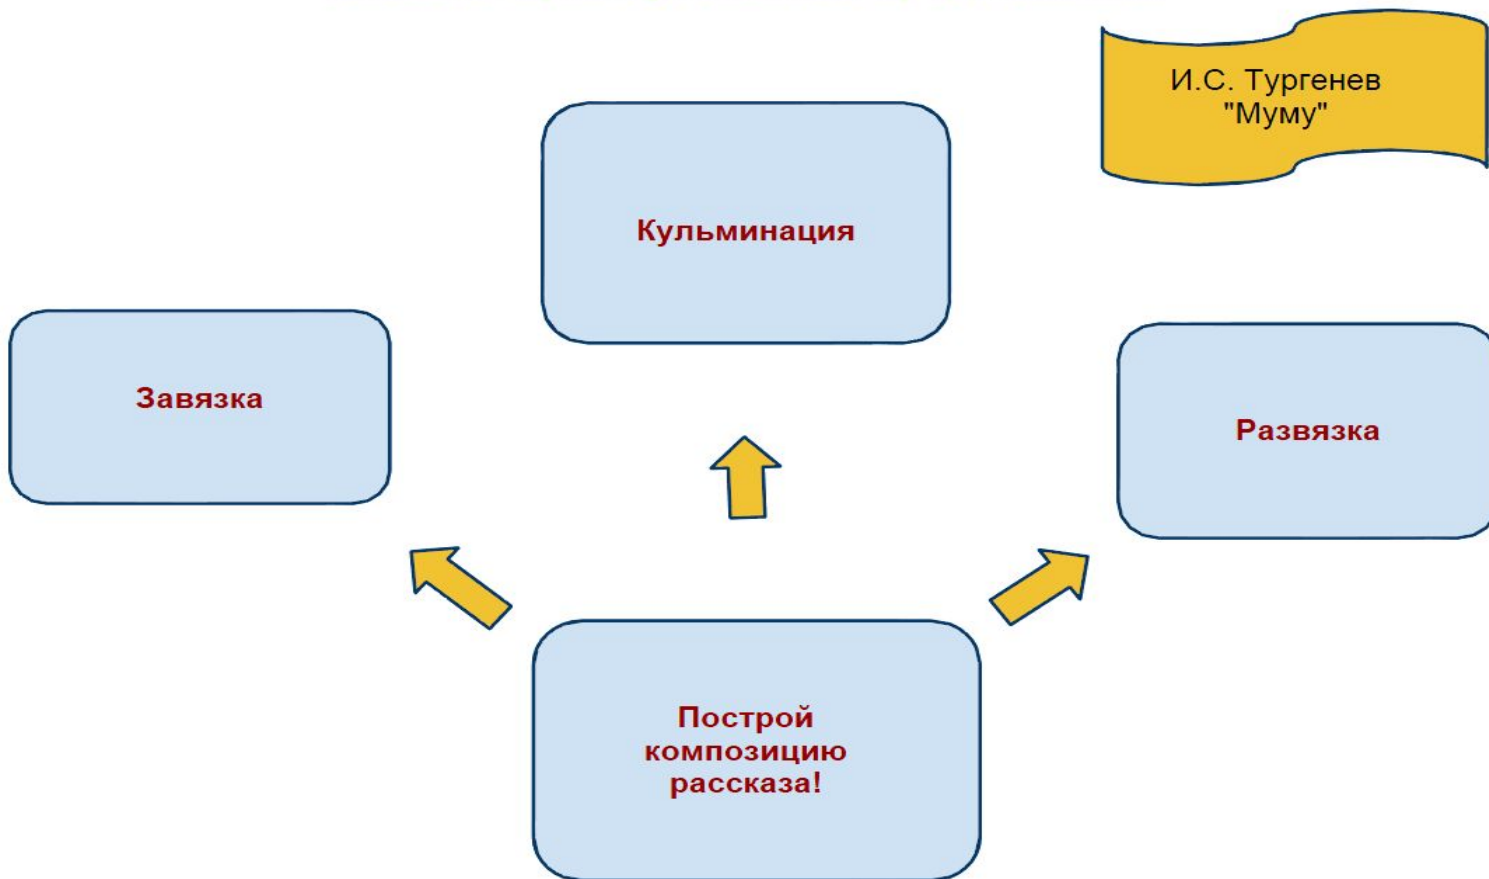 И.С. Тургенев
"Муму"
Кульминация
Завязка
Развязка
Построй
композицию
рассказа!